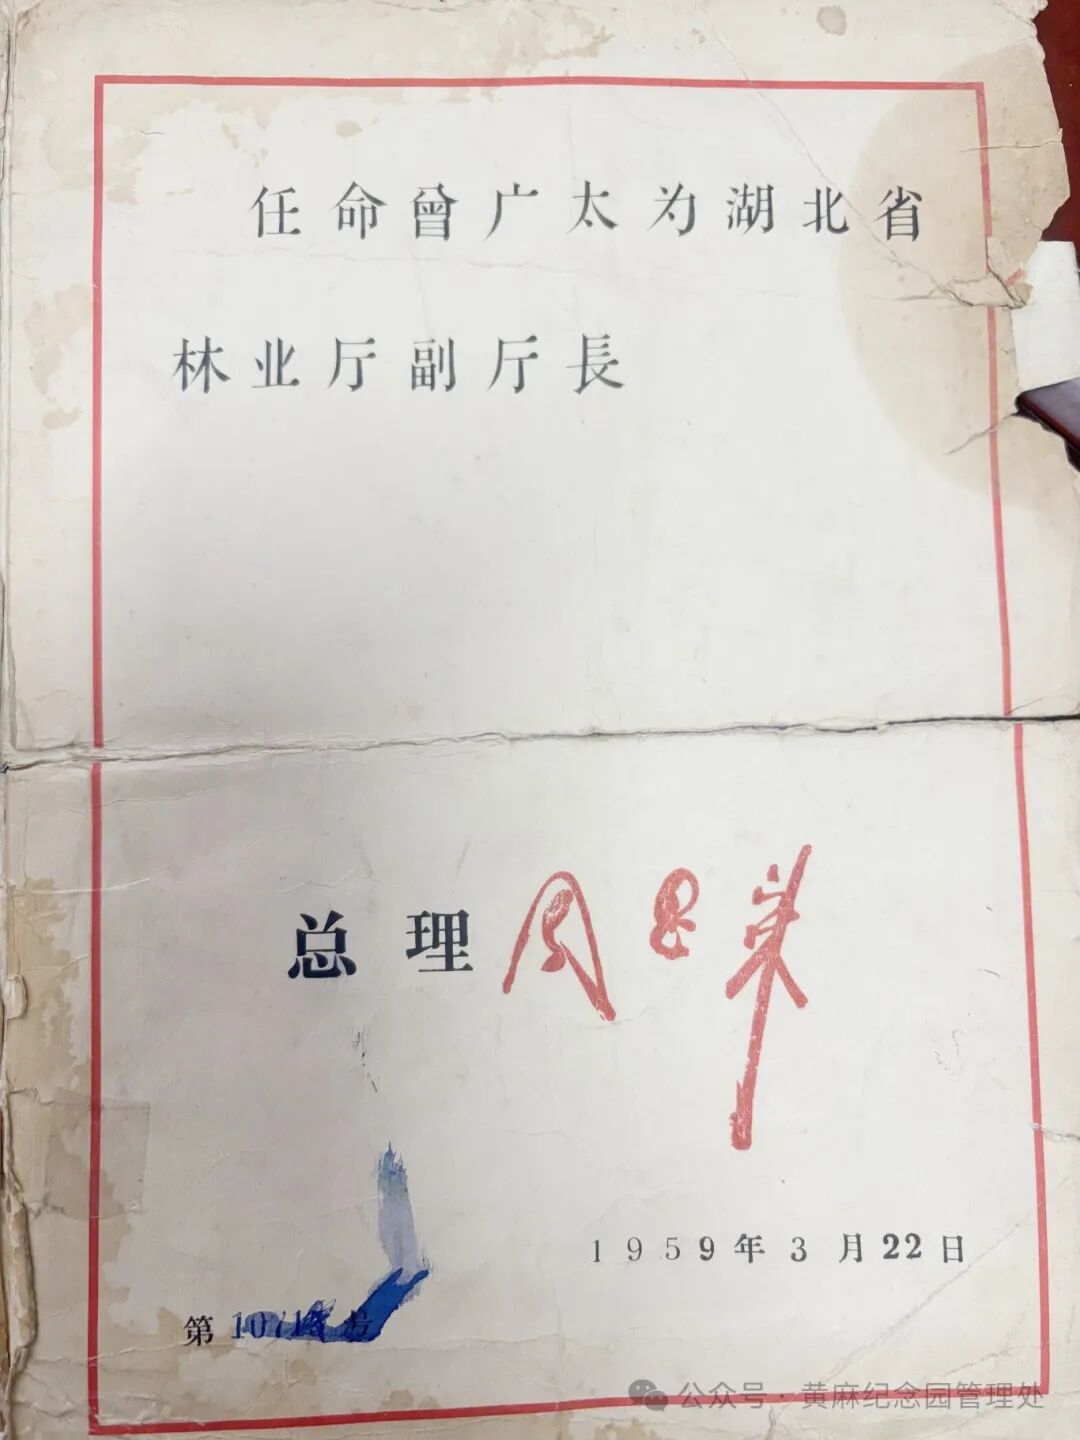 任命曾广太为湖北省
林业厅副厅長
总理 周恩来
1959年3月22日
第 号
公众号 · 黄麻纪念园管理处